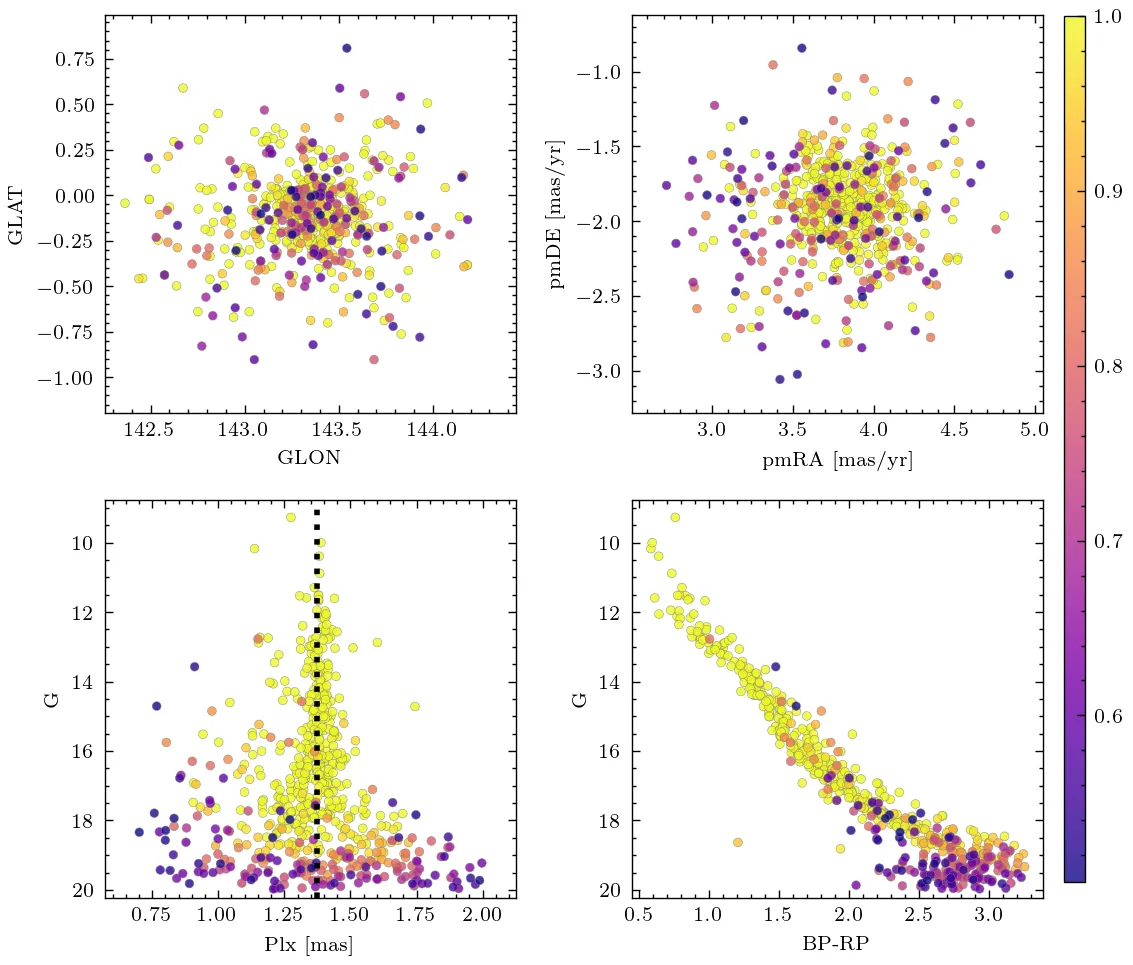 0.75
0.50
0.25
0.00
−0.25
−0.50
−0.75
−1.00
GLAT
142.5 143.0 143.5 144.0
GLON
−1.0
−1.5
−2.0
−2.5
−3.0
pmDE [mas/yr]
3.0 3.5 4.0 4.5 5.0
pmRA [mas/yr]
10
12
14
16
18
20
G
0.75 1.00 1.25 1.50 1.75 2.00
Plx [mas]
10
12
14
16
18
20
G
0.5 1.0 1.5 2.0 2.5 3.0
BP-RP
1.0
0.9
0.8
0.7
0.6